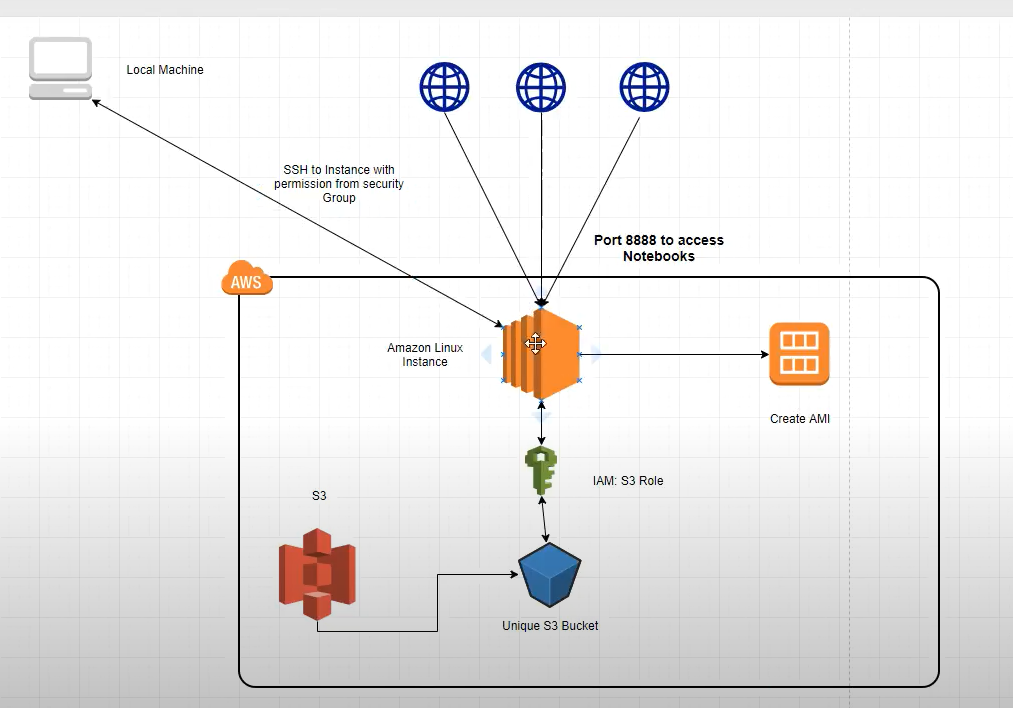 Local Machine
SSH to Instance with
permission from security
Group
Port 8888 to access
Notebooks
AWS
Amazon Linux
Instance
Create AMI
IAM: S3 Role
S3
Unique S3 Bucket